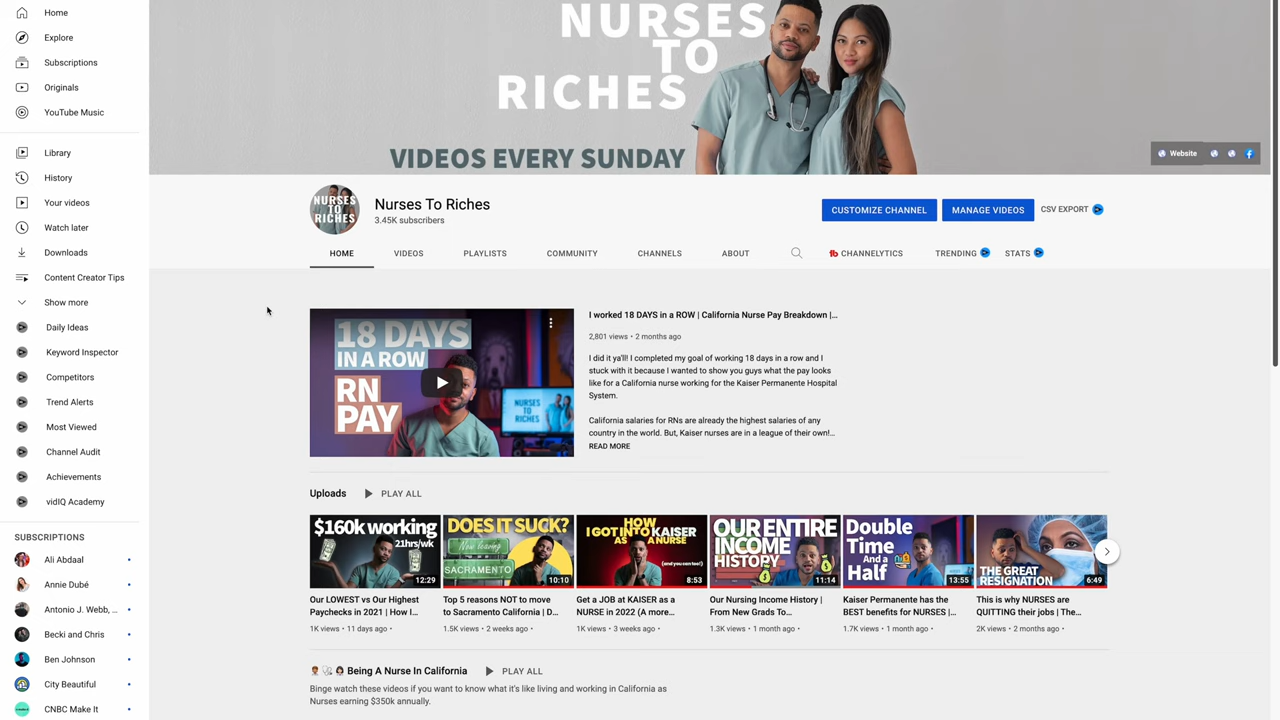 Home
Explore
Subscriptions
Originals
YouTube Music
Library
History
Your videos
Watch later
Downloads
Content Creator Tips
Show more
Daily Ideas
Keyword Inspector
Competitors
Trend Alerts
Most Viewed
Channel Audit
Achievements
vidIQ Academy
SUBSCRIPTIONS
Ali Abdaal
Annie Dubé
Antonio J. Webb, ...
Becki and Chris
Ben Johnson
City Beautiful
CNBC Make It
NURSES
TO
RICHES
VIDEOS EVERY SUNDAY
Website
NURSES
TO
RICHES
Nurses To Riches
3.45K subscribers
CUSTOMIZE CHANNEL
MANAGE VIDEOS
CSV EXPORT
HOME
VIDEOS
PLAYLISTS
COMMUNITY
CHANNELS
ABOUT
tb CHANNELYTICS
TRENDING
STATS
18 DAYS
IN A ROW
RN
PAY
NURSES
TO
RICHES
I worked 18 DAYS in a ROW | California Nurse Pay Breakdown |...
2,801 views • 2 months ago
I did it ya'll! I completed my goal of working 18 days in a row and I
stuck with it because I wanted to show you guys what the pay looks
like for a California nurse working for the Kaiser Permanente Hospital
System.
California salaries for RNs are already the highest salaries of any
country in the world. But, Kaiser nurses are in a league of their own!...
READ MORE
Uploads
PLAY ALL
$160k working
21hrs/wk
12:29
Our LOWEST vs Our Highest
Paychecks in 2021 | How I...
1K views • 11 days ago •
DOES IT SUCK?
Now leaving
SACRAMENTO
10:10
Top 5 reasons NOT to move
to Sacramento California | D...
1.5K views • 2 weeks ago •
HOW
I GOT INTO KAISER
AS A NURSE
(and you can too!)
8:53
Get a JOB at KAISER as a
NURSE in 2022 (A more...
1K views • 3 weeks ago •
OUR ENTIRE
INCOME
HISTORY
11:14
Our Nursing Income History |
From New Grads To...
1.3K views • 1 month ago •
Double
Time
And a
Half
13:55
Kaiser Permanente has the
BEST benefits for NURSES |...
1.7K views • 1 month ago •
THE GREAT
RESIGNATION
6:49
This is why NURSES are
QUITTING their jobs | The...
2K views • 2 months ago •
Being A Nurse In California
PLAY ALL
Binge watch these videos if you want to know what it's like living and working in California as
Nurses earning $350k annually.